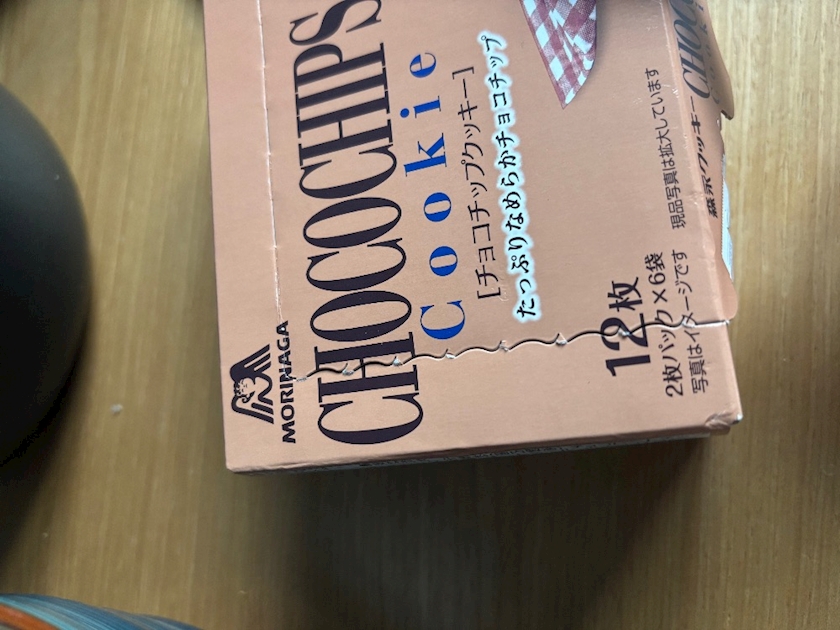 MORINAGA
CHOCOCHIPS
Cookie
[チョコチップクッキー]
たっぷりなめらかチョコチップ
12枚
2枚パック×6袋
写真はイメージです
現品写真は拡大しています
森永クッキー
CHOC